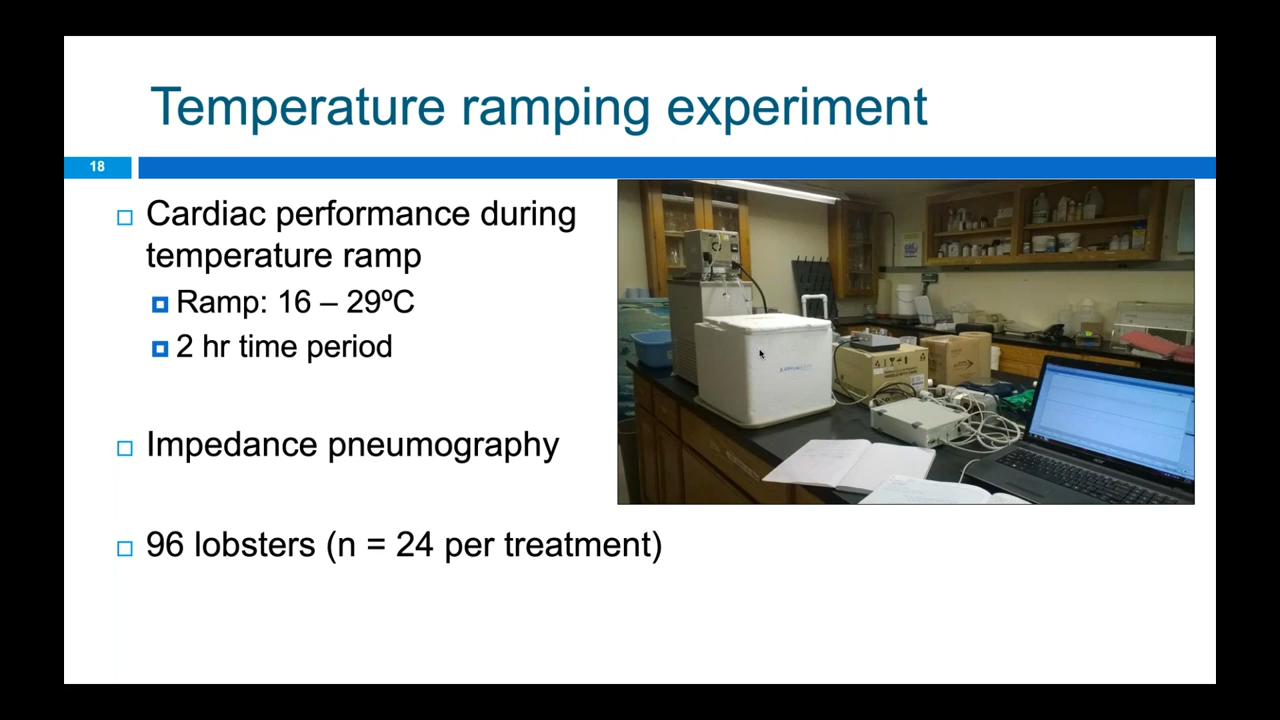 Temperature ramping experiment
18
Cardiac performance during
temperature ramp
Ramp: 16 – 29ºC
2 hr time period
Impedance pneumography
96 lobsters (n = 24 per treatment)